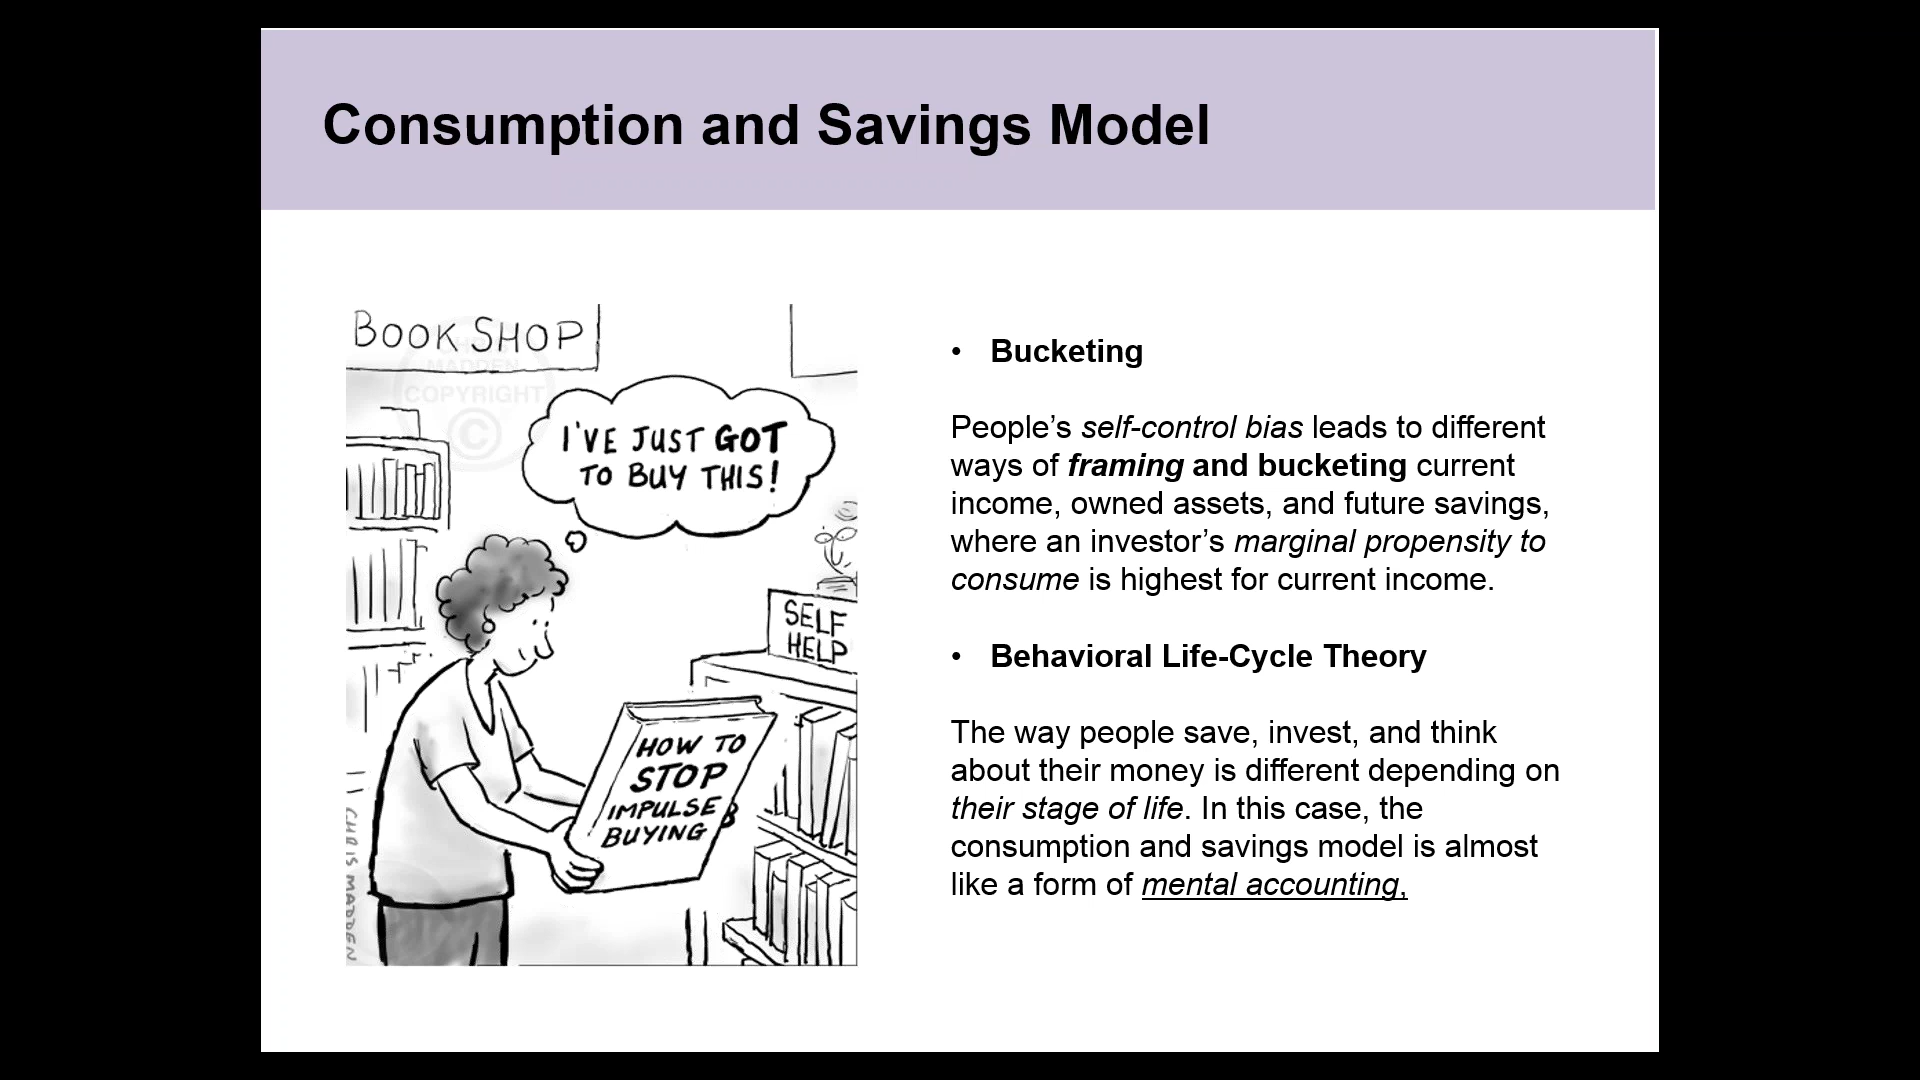 Consumption and Savings Model
BOOK SHOP
MADDEN
COPYRIGHT
©
I'VE JUST GOT
TO BUY THIS!
SELF
HELP
HOW TO
STOP
IMPULSE
BUYING
CHRIS MADDEN
• Bucketing
People’s self-control bias leads to different
ways of framing and bucketing current
income, owned assets, and future savings,
where an investor’s marginal propensity to
consume is highest for current income.
• Behavioral Life-Cycle Theory
The way people save, invest, and think
about their money is different depending on
their stage of life. In this case, the
consumption and savings model is almost
like a form of mental accounting,